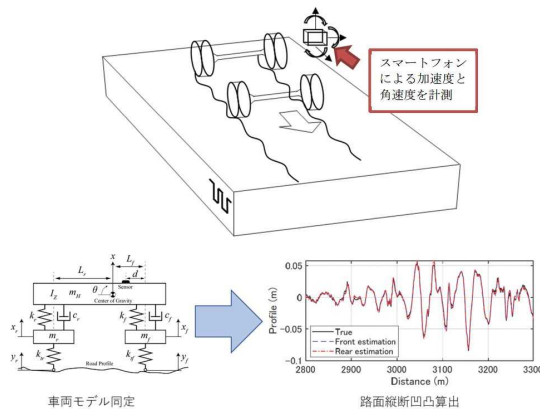 スマートフォン
による加速度と
角速度を計測
x
L_r
L_f
Sensor
d
θ
I_g
m_H
Center of Gravity
k_r
c_r
k_f
c_f
x_r
m_r
m_f
x_f
y_r
k_tr
Road Profile
k_tf
y_f
車両モデル同定
0.05
0
-0.05
-0.1
Profile (m)
True
Front estimation
Rear estimation
2800 2900 3000 3100 3200 3300
Distance (m)
路面縦断凹凸算出